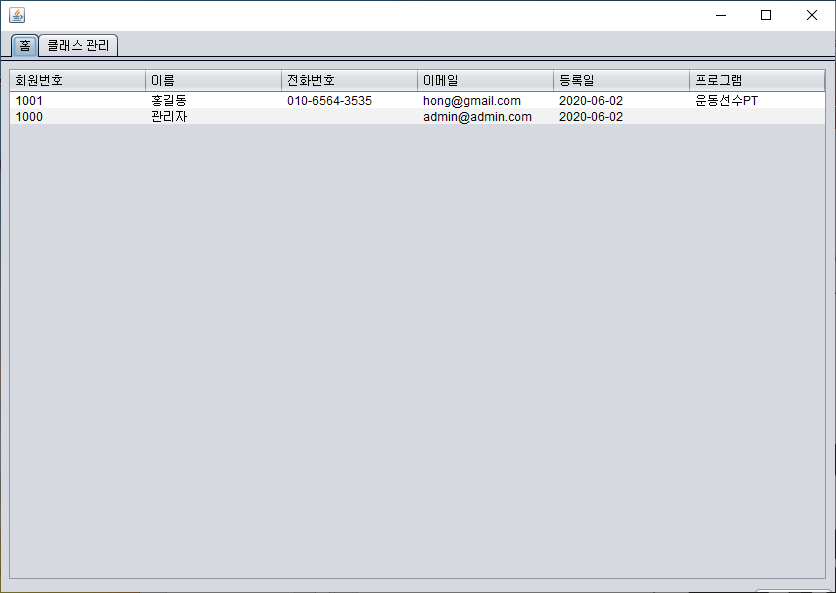 홈 클래스 관리
회원번호 이름 전화번호 이메일 등록일 프로그램
1001 홍길동 010-6564-3535 hong@gmail.com 2020-06-02 운동선수PT
1000 관리자 admin@admin.com 2020-06-02